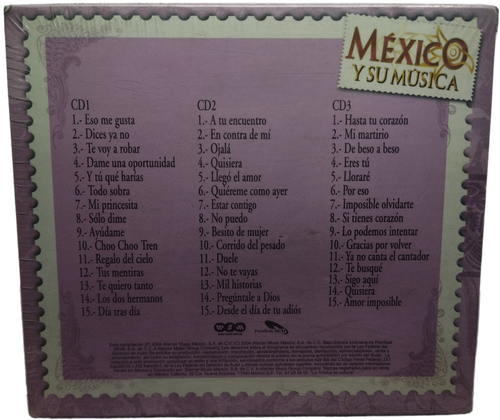 MÉXICO
Y SU MÚSICA
CD1
1.- Eso me gusta
2.- Dices ya no
3.- Te voy a robar
4.- Dame una oportunidad
5.- Y tú qué harías
6.- Todo sobra
7.- Mi princesita
8.- Sólo dime
9.- Ayúdame
10.- Choo Choo Tren
11.- Regalo del cielo
12.- Tus mentiras
13.- Te quiero tanto
14.- Los dos hermanos
15.- Día tras día
CD2
1.- A tu encuentro
2.- En contra de mí
3.- Ojalá
4.- Quisiera
5.- Llegó el amor
6.- Quiéreme como ayer
7.- Estar contigo
8.- No puedo
9.- Besito de mujer
10.- Corrido del pesado
11.- Duele
12.- No te vayas
13.- Mil historias
14.- Pregúntale a Dios
15.- Desde el día de tu adiós
CD3
1.- Hasta tu corazón
2.- Mi martirio
3.- De beso a beso
4.- Eres tú
5.- Lloraré
6.- Por eso
7.- Imposible olvidarte
8.- Si tienes corazón
9.- Lo podemos intentar
10.- Gracias por volver
11.- Ya no canta el cantador
12.- Te busqué
13.- Sigo aquí
14.- Quisiera
15.- Amor imposible